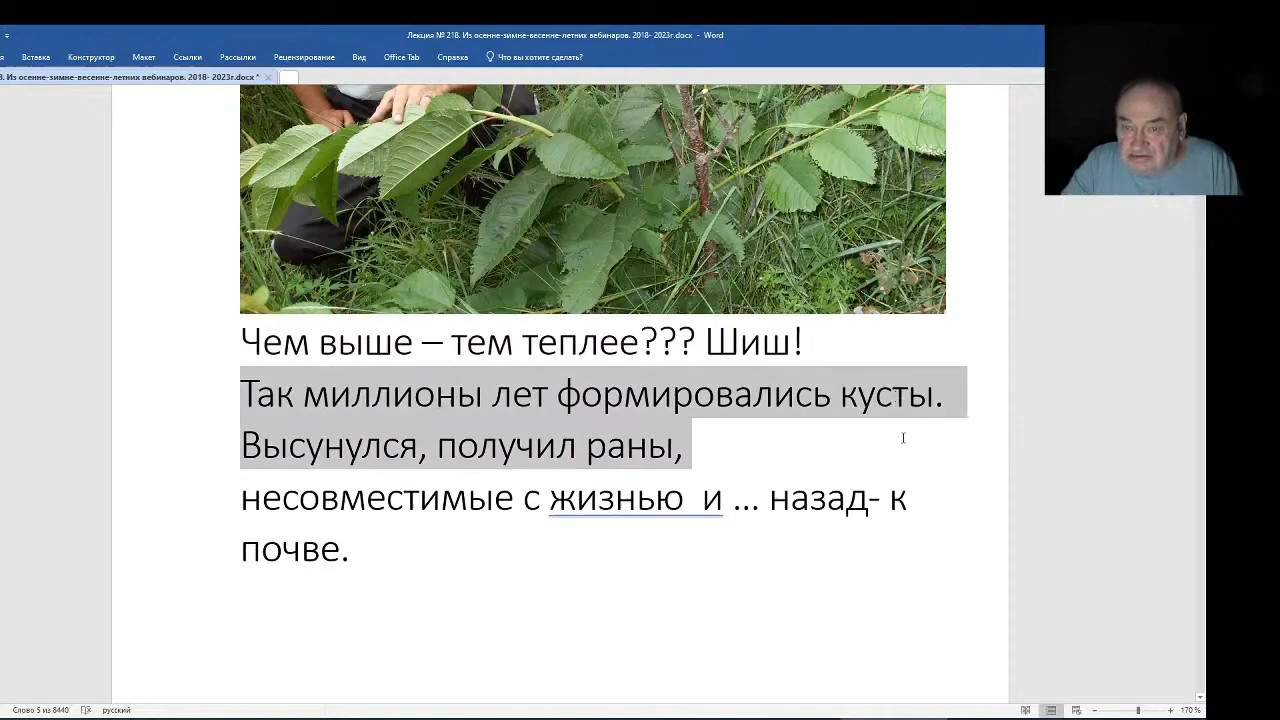 Лекция № 218. Из осенне-зимне-весенне-летних вебинаров. 2018- 2023г.docx - Word
Вставка Конструктор Макет Ссылки Рассылки Рецензирование Вид Office Tab Справка Что вы хотите сделать?
8. Из осенне-зимне-весенне-летних вебинаров. 2018- 2023г.docx *
Чем выше – тем теплее??? Шиш!
Так миллионы лет формировались кусты.
Высунулся, получил раны,
несовместимые с жизнью и ... назад- к
почве.
Слово 5 из 8440 русский 170 %